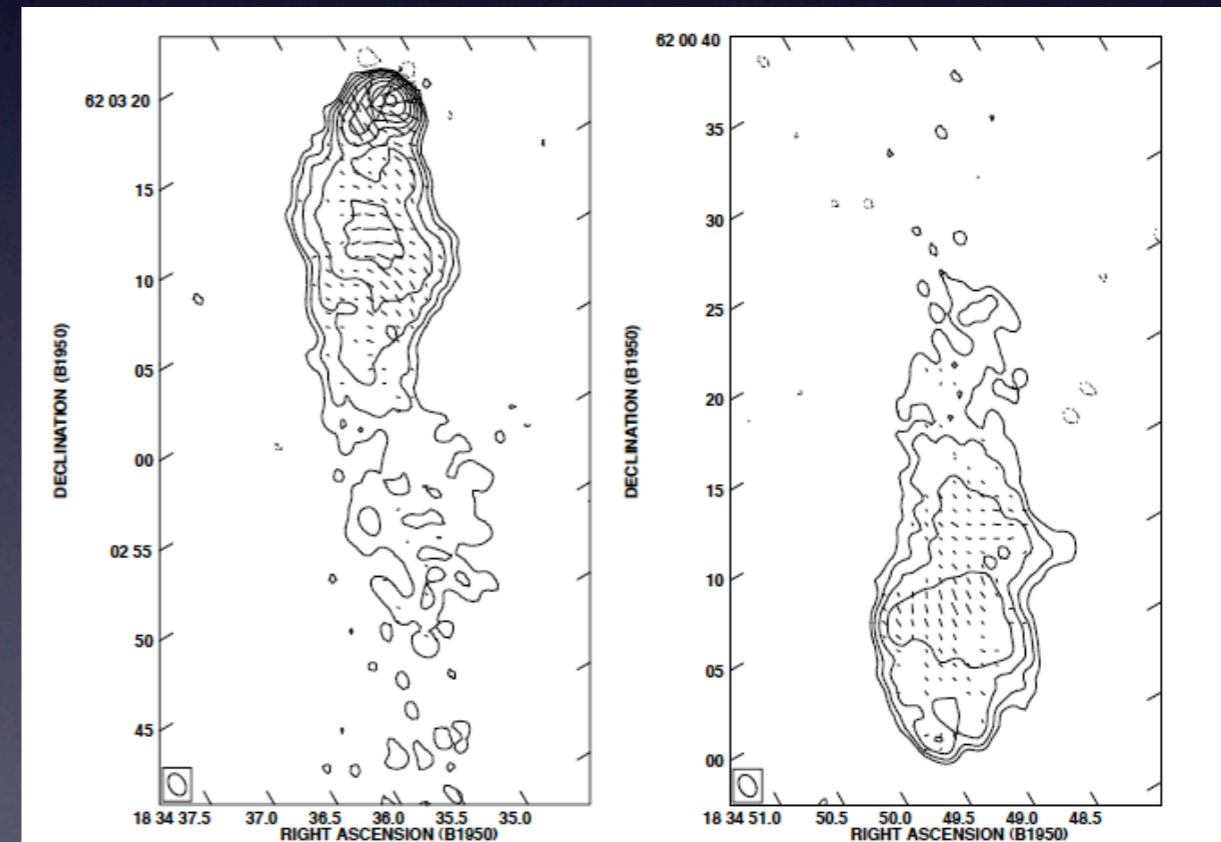 62 03 20
15
10
05
00
02 55
50
45
DECLINATION (B1950)
18 34 37.5 37.0 36.5 36.0 35.5 35.0
RIGHT ASCENSION (B1950)
62 00 40
35
30
25
20
15
10
05
00
DECLINATION (B1950)
18 34 51.0 50.5 50.0 49.5 49.0 48.5
RIGHT ASCENSION (B1950)